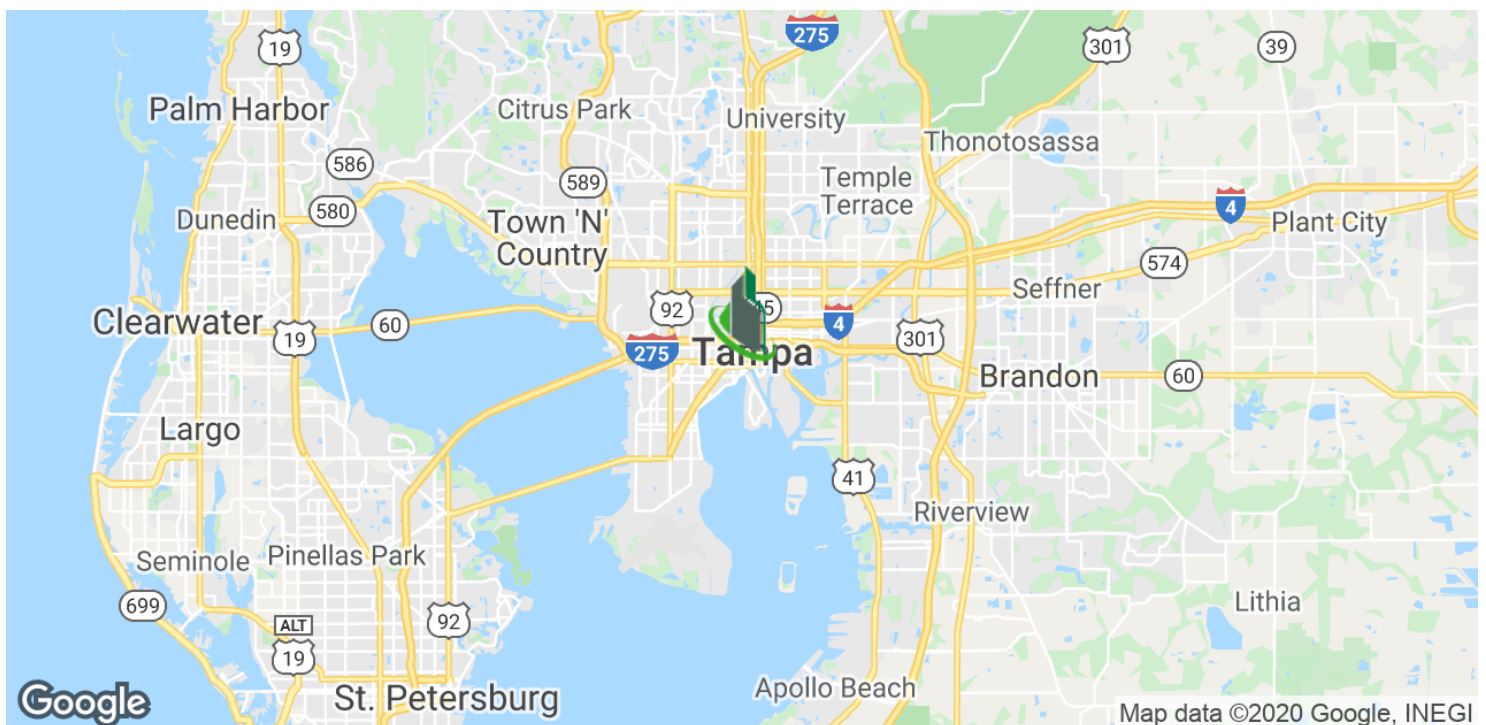 19
275
301
39
Palm Harbor
Citrus Park
University
Thonotosassa
586
589
Temple
Terrace
580
Dunedin
Town 'N'
Country
4
Plant City
574
Seffner
92
45
4
Clearwater
19
60
275
Tampa
301
Brandon
60
Largo
41
Riverview
Seminole
Pinellas Park
699
92
Lithia
ALT
19
St. Petersburg
Apollo Beach
Google
Map data ©2020 Google, INEGI